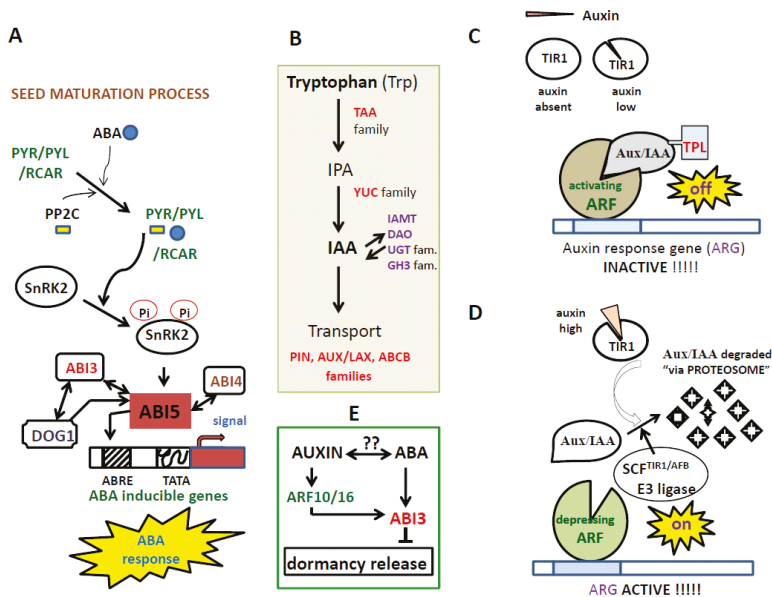 A
SEED MATURATION PROCESS
ABA
PYR/PYL
/RCAR
PP2C
PYR/PYL
/RCAR
SnRK2
Pi
Pi
SnRK2
ABI3
ABI4
ABI5
DOG1
signal
ABRE
TATA
ABA inducible genes
ABA
response
B
Tryptophan (Trp)
TAA
family
IPA
YUC family
IAA
IAMT
DAO
UGT fam.
GH3 fam.
Transport
PIN, AUX/LAX, ABCB
families
E
AUXIN
??
ABA
ARF10/16
ABI3
dormancy release
C
Auxin
TIR1
TIR1
auxin
absent
auxin
low
Aux/IAA
TPL
activating
ARF
off
Auxin response gene (ARG)
INACTIVE !!!!!
D
auxin
high
TIR1
Aux/IAA degraded
"via PROTEOSOME"
Aux/IAA
SCFTIR1/AFB
E3 ligase
depressing
ARF
on
ARG ACTIVE !!!!!